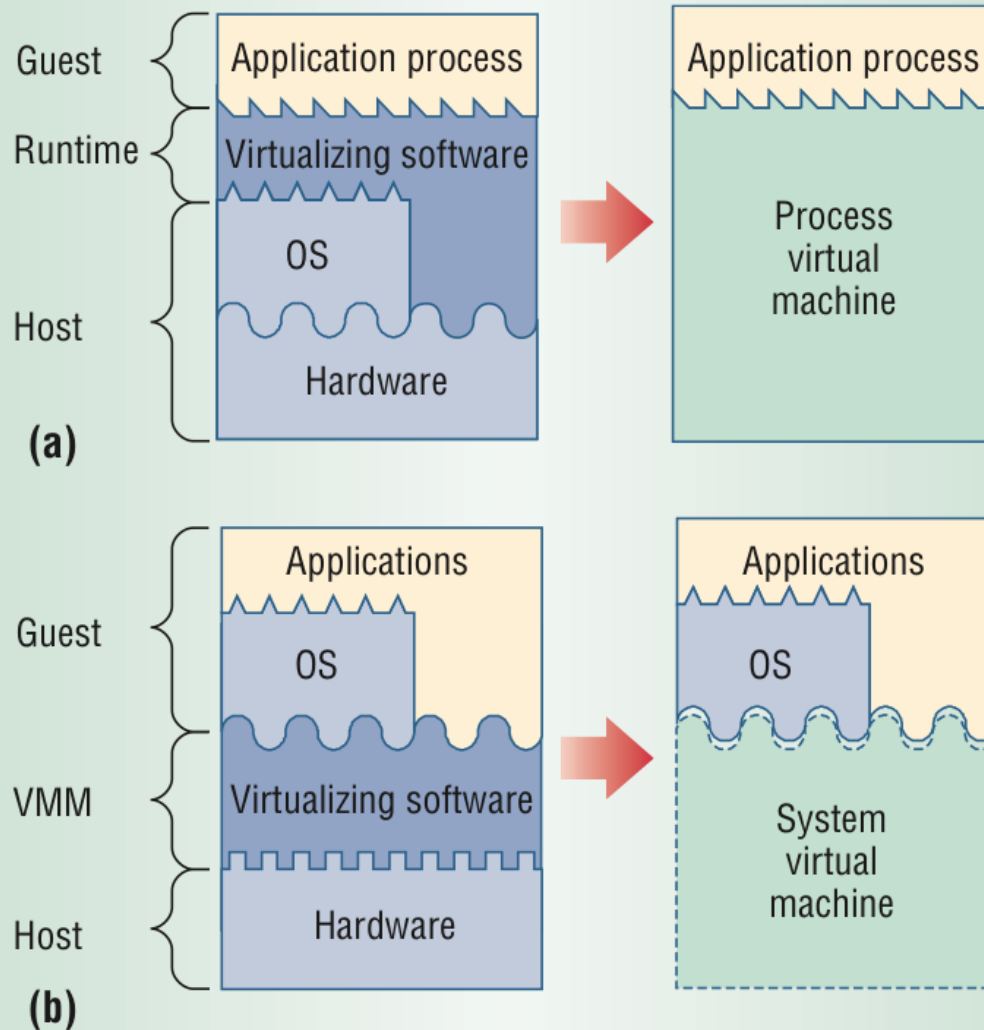 Guest
Application process
Application process
Runtime
Virtualizing software
Process
virtual
machine
OS
Host
Hardware
(a)
Applications
Applications
Guest
OS
OS
VMM
Virtualizing software
System
virtual
machine
Host
Hardware
(b)